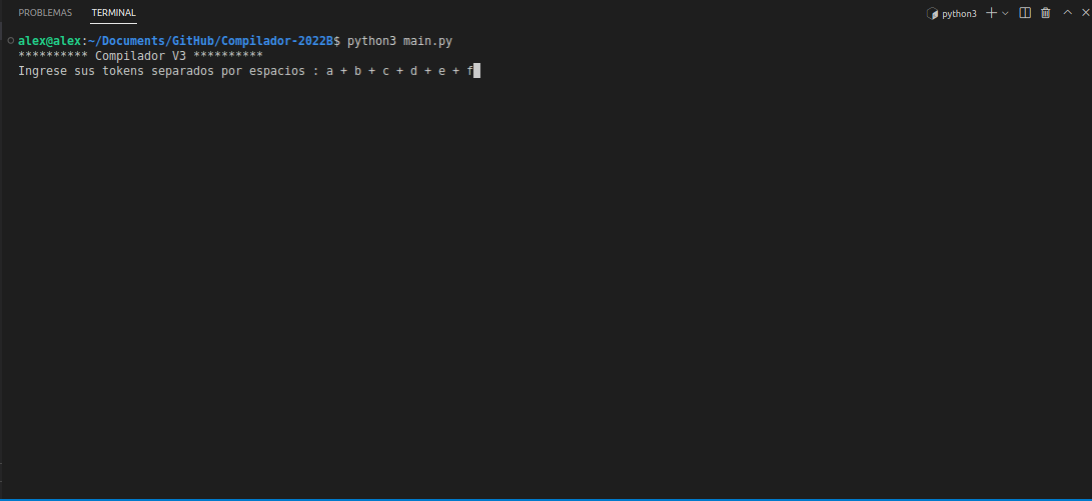 PROBLEMAS TERMINAL python3
alex@alex:~/Documents/GitHub/Compilador-2022B$ python3 main.py
********** Compilador V3 **********
Ingrese sus tokens separados por espacios : a + b + c + d + e + f